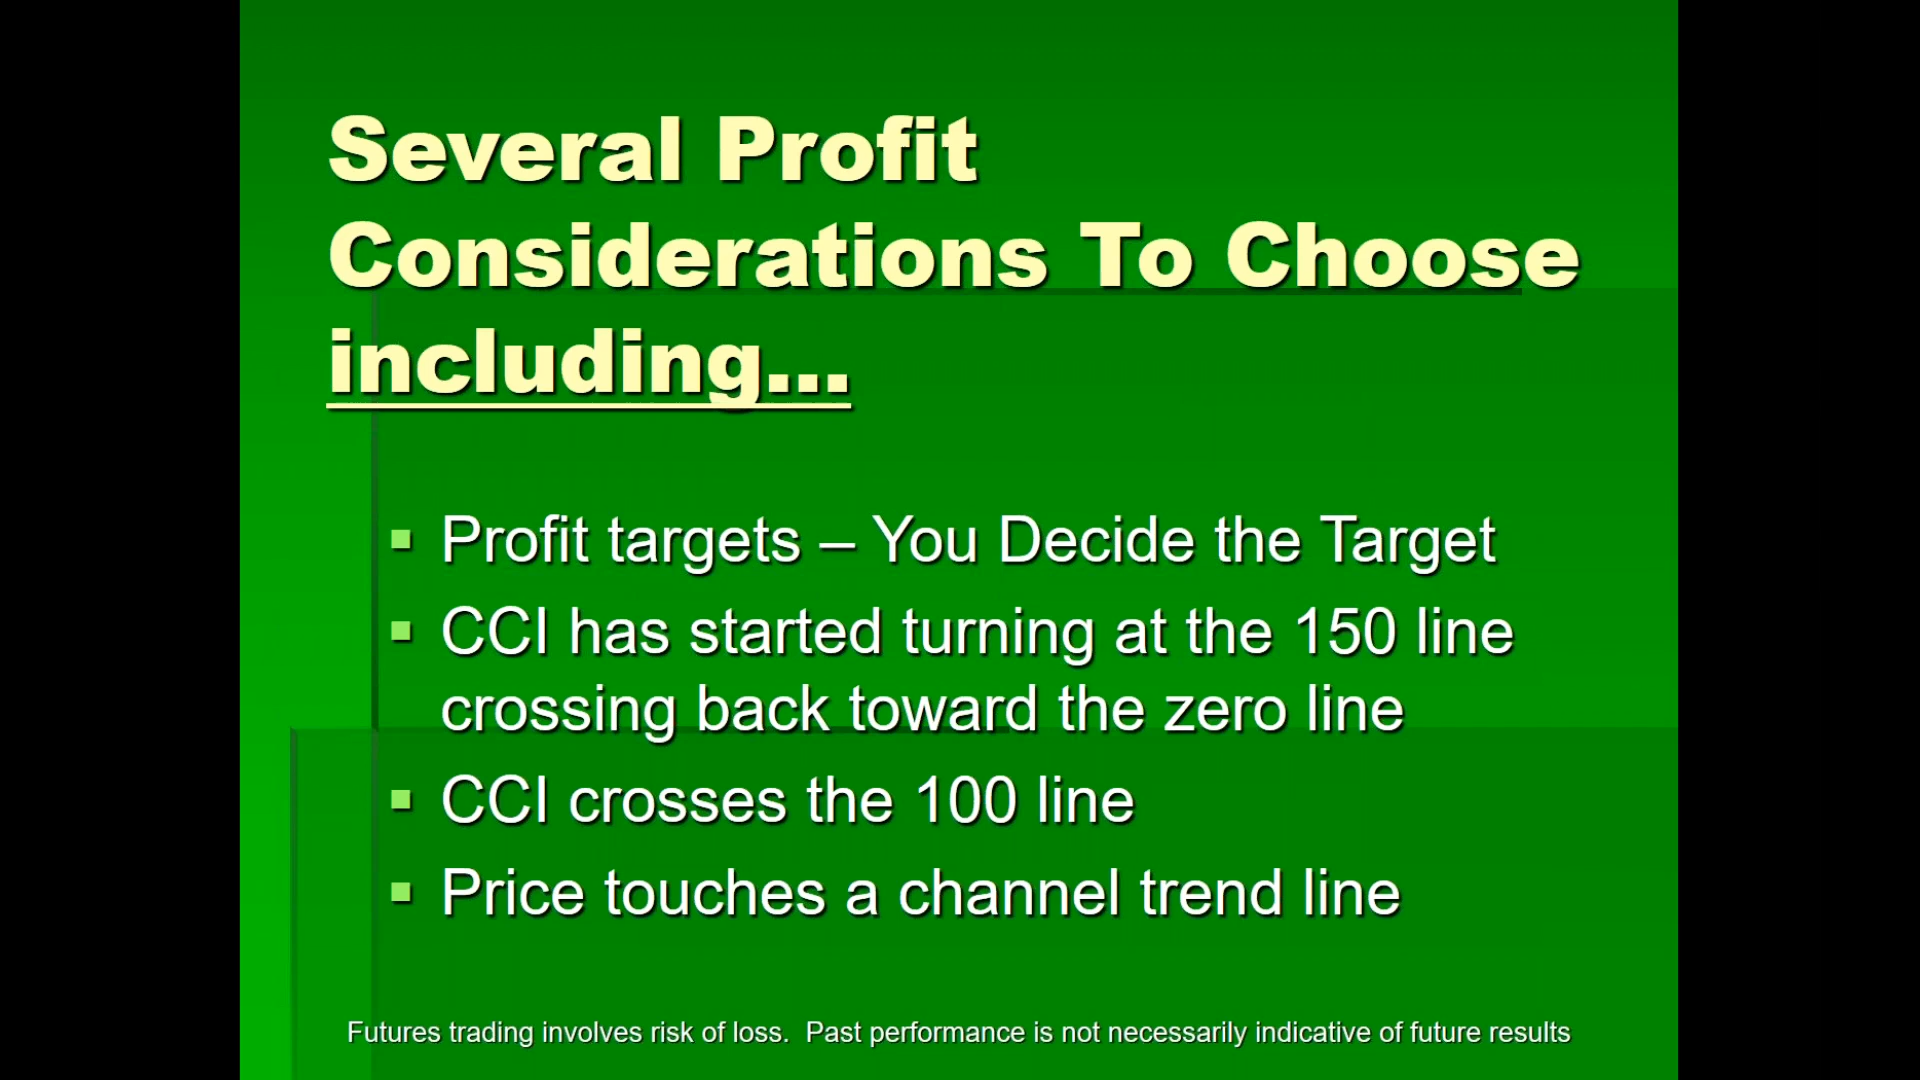 Several Profit
Considerations To Choose
including...
Profit targets – You Decide the Target
CCI has started turning at the 150 line
crossing back toward the zero line
CCI crosses the 100 line
Price touches a channel trend line
Futures trading involves risk of loss.  Past performance is not necessarily indicative of future results